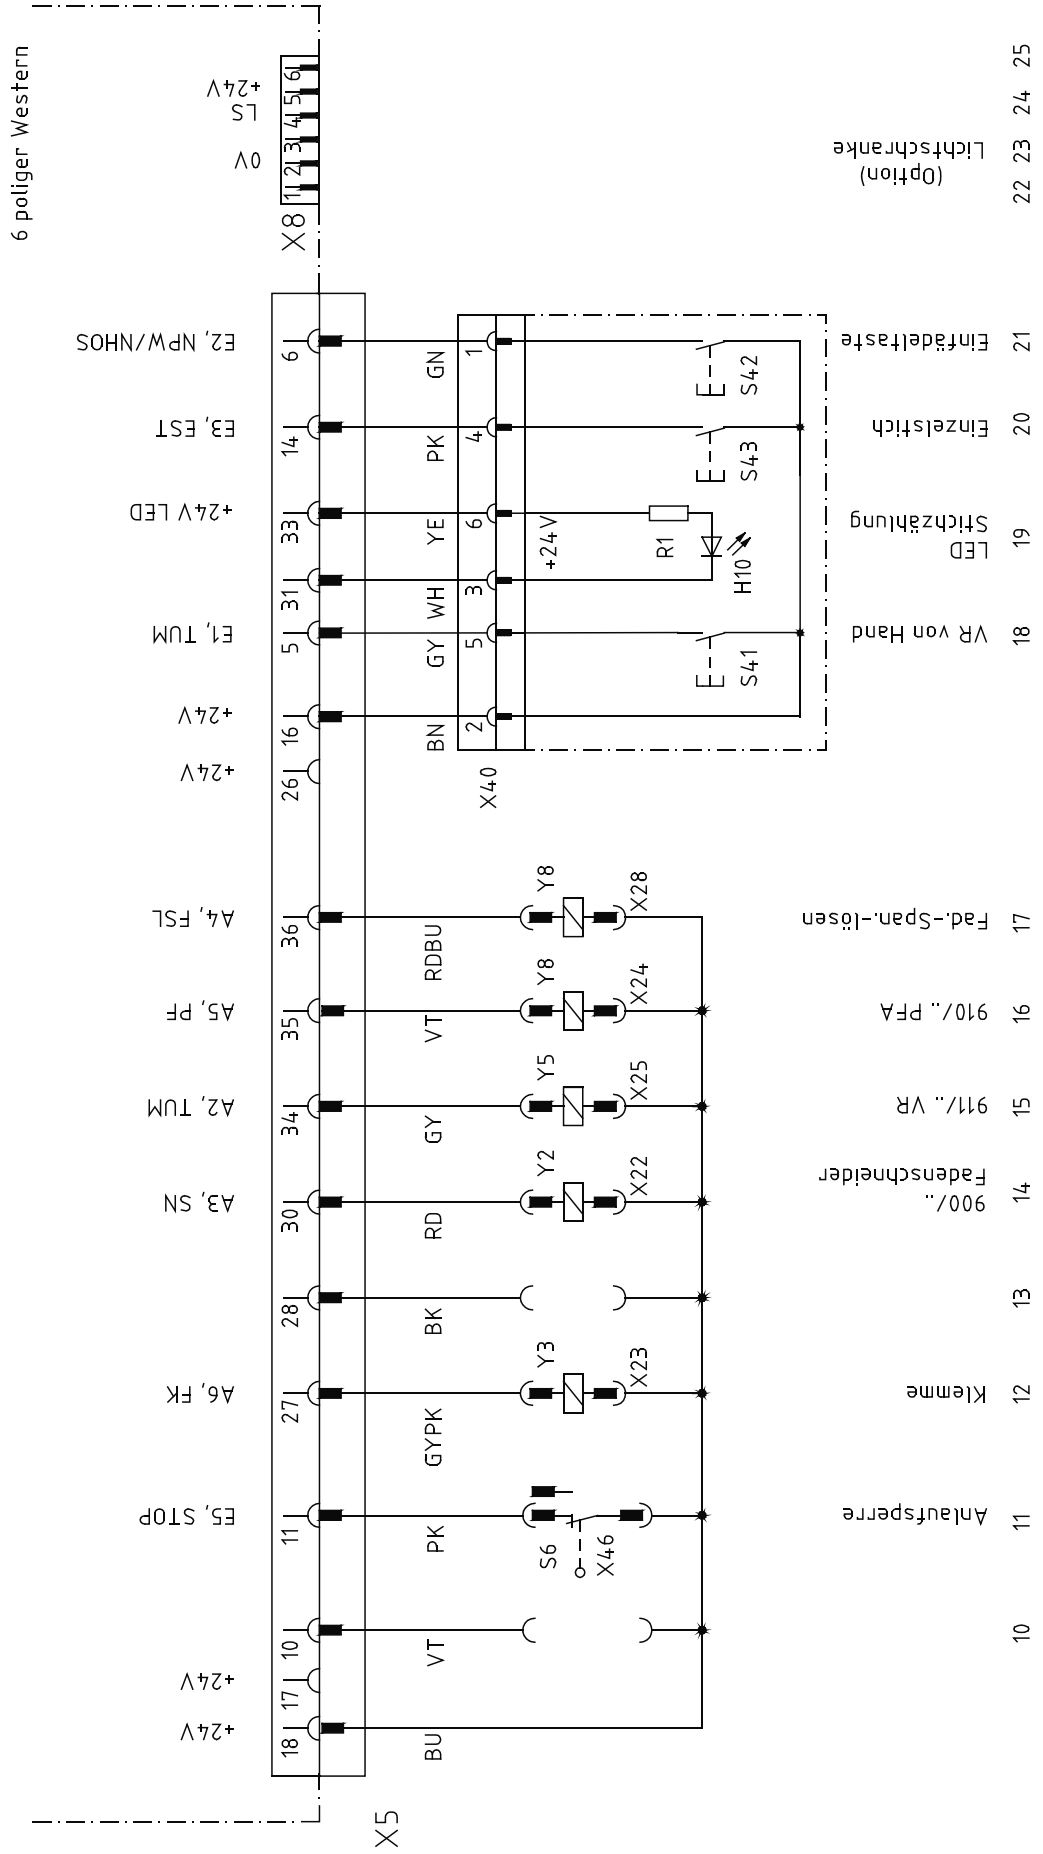 6 poliger Western
+24V
LS
0V
6
5
4
3
2
1
X8
Lichtschranke
(Option)
25
24
23
22
E2, NPW/NHOS
6
GN
1
S42
Einfädeltaste
21
E3, EST
14
PK
4
S43
Einzelstich
20
+24V LED
33
YE
6
+24V
R1
H10
Stichzählung
LED
19
31
WH
3
E1, TUM
5
GY
5
S41
VR von Hand
18
+24V
16
BN
2
+24V
26
X40
A4, FSL
36
RDBU
Y8
X28
Fad.-Span.-lösen
17
A5, PF
35
VT
Y8
X24
910/.. PFA
16
A2, TUM
34
GY
Y5
X25
911/.. VR
15
A3, SN
30
RD
Y2
X22
900/..
Fadenschneider
14
28
BK
13
A6, FK
27
GYPK
Y3
X23
Klemme
12
E5, STOP
11
PK
S6
X46
Anlaufsperre
11
10
VT
10
+24V
17
+24V
18
BU
X5